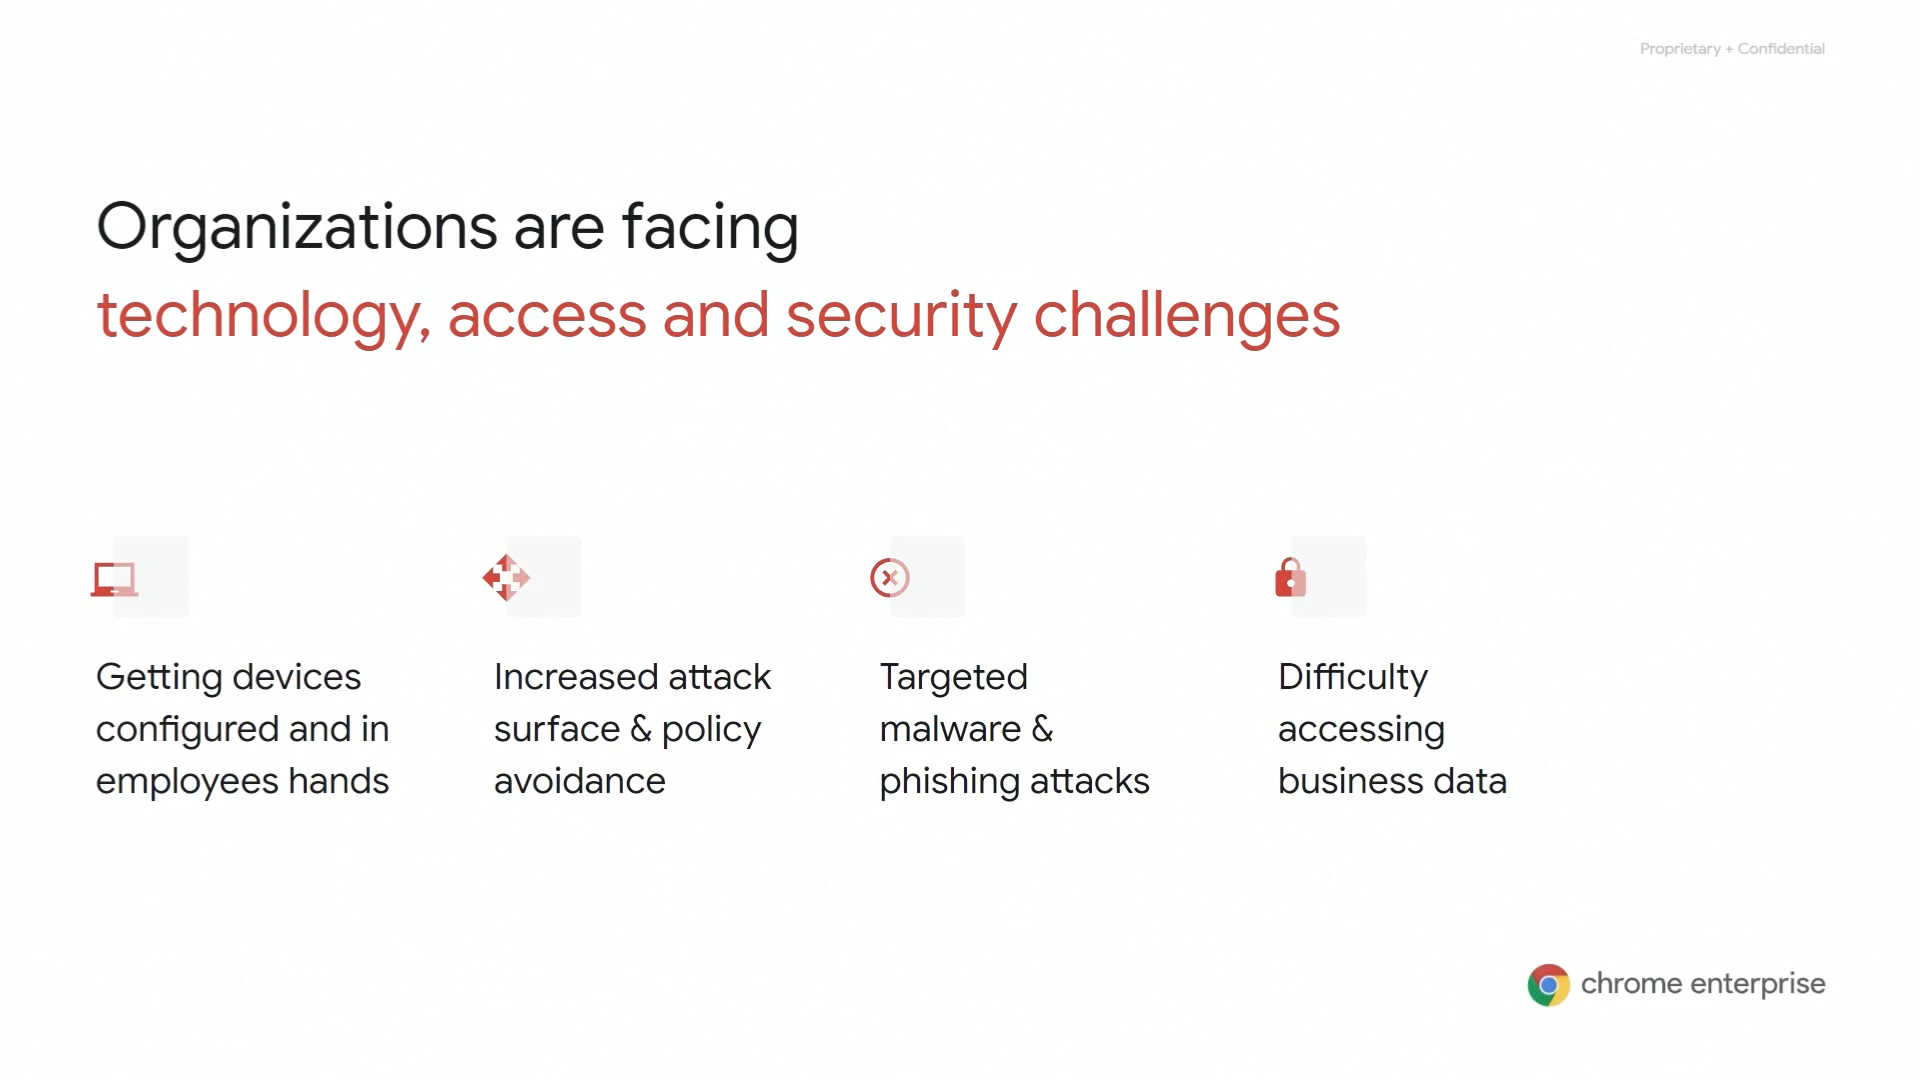 Proprietary + Confidential
Organizations are facing
technology, access and security challenges
Getting devices
configured and in
employees hands
Increased attack
surface & policy
avoidance
Targeted
malware &
phishing attacks
Difficulty
accessing
business data
chrome enterprise